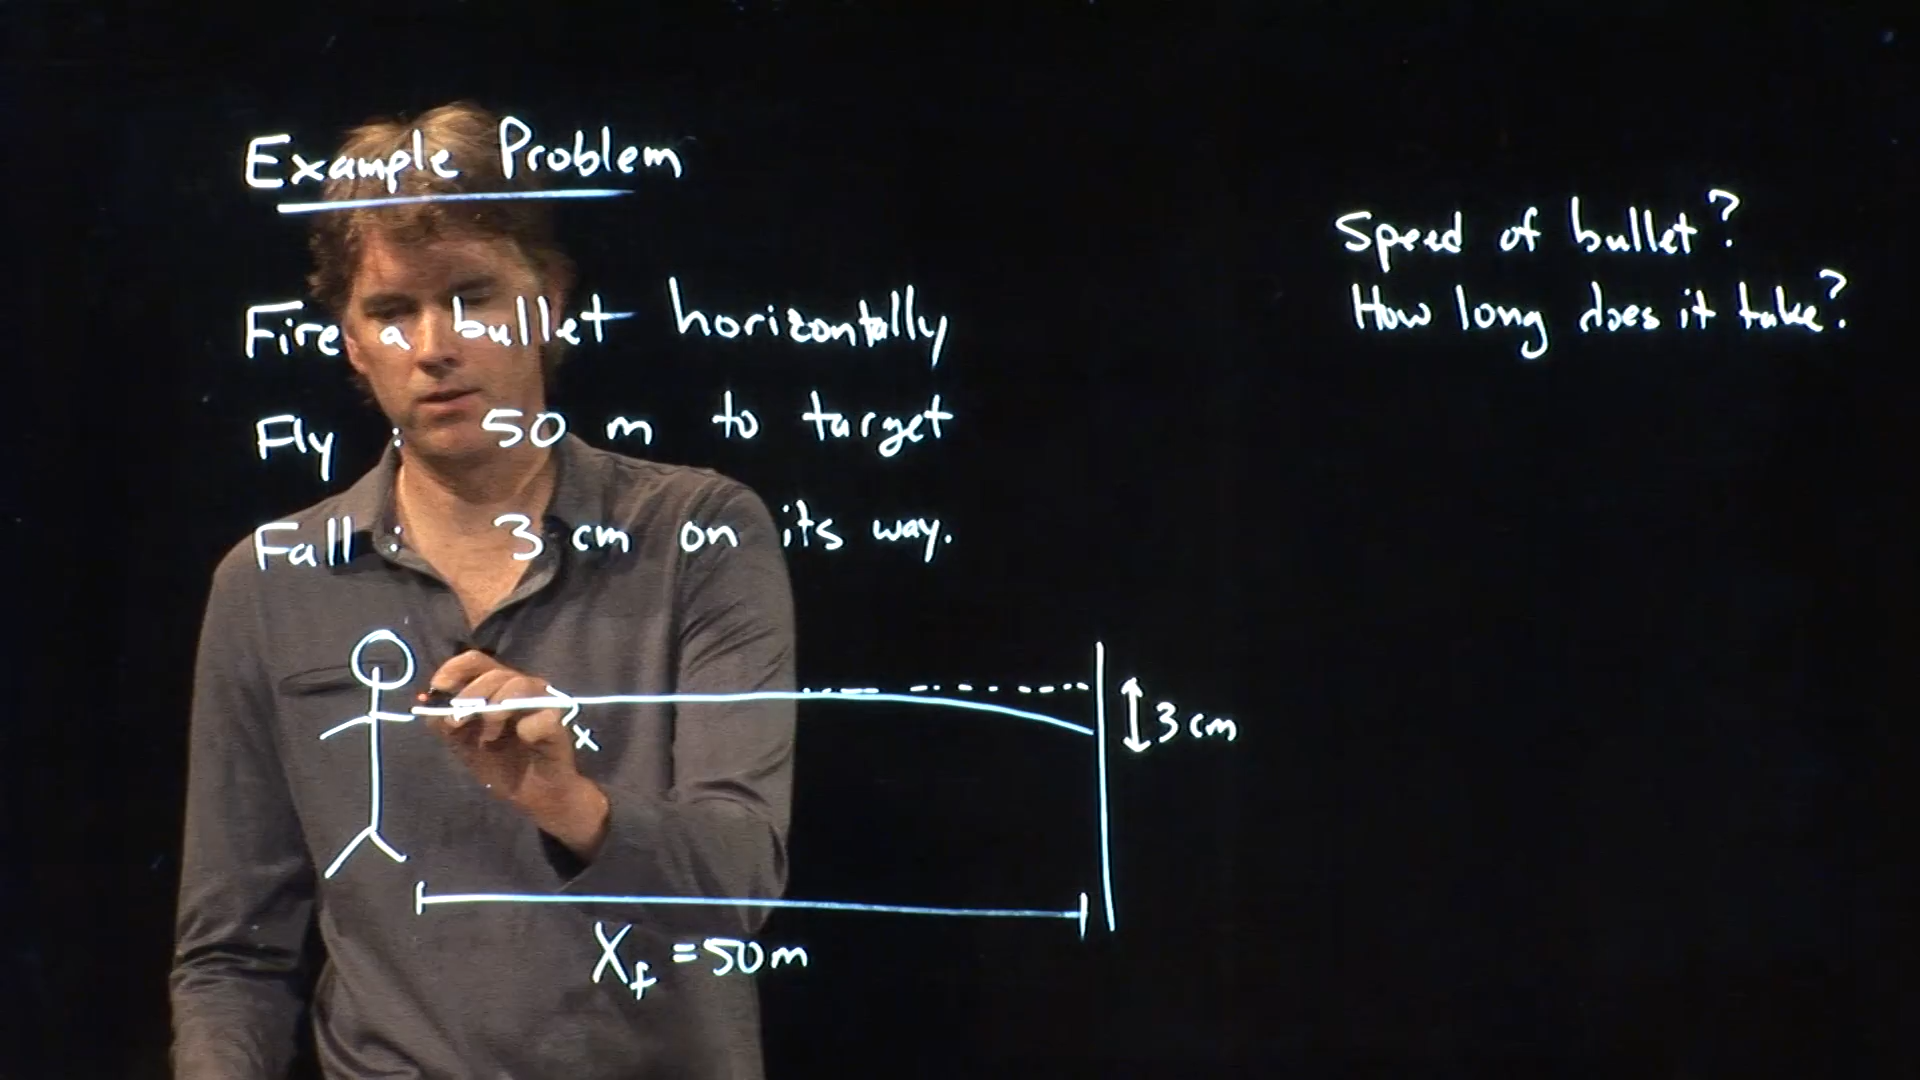 Example Problem
Fire a bullet horizontally
Fly : 50 m to target
Fall : 3 cm on its way.
Speed of bullet?
How long does it take?
x
3 cm
Xf = 50m